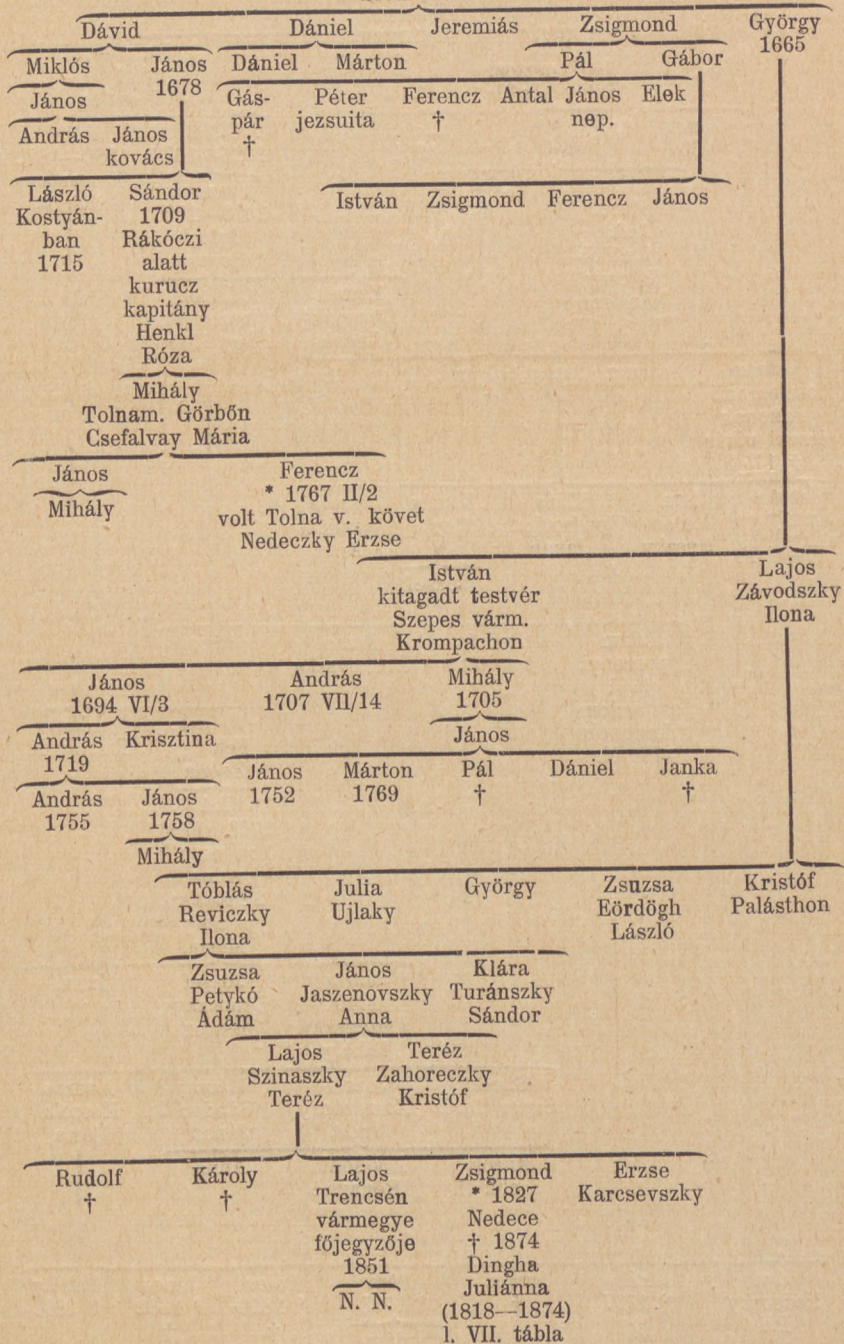 Dávid Dániel Jeremiás Zsigmond György
1665
Miklós János Dániel Márton Pál Gábor
1678
János Gás- Péter Ferencz Antal János Elek
pár jezsuita † nep.
†
András János
kovács
László Sándor István Zsigmond Ferencz János
Kostyán- 1709
ban Rákóczi
1715 alatt
kurucz
kapitány
Henkl
Róza
Mihály
Tolnam. Görbőn
Csefalvay Mária
János Ferencz
Mihály * 1767 II/2
volt Tolna v. követ
Nedeczky Erzse
István Lajos
kitagadt testvér Závodszky
Szepes várm. Ilona
Krompachon
János András Mihály
1694 VI/3 1707 VII/14 1705
András Krisztina János
1719
János Márton Pál Dániel Janka
1752 1769 † †
András János
1755 1758
Mihály
Tóblás Julia György Zsuzsa Kristóf
Reviczky Ujlaky Eördögh Palásthon
Ilona László
Zsuzsa János Klára
Petykó Jaszenovszky Turánszky
Ádám Anna Sándor
Lajos Teréz
Szinaszky Zahoreczky
Teréz Kristóf
Rudolf Károly Lajos Zsigmond Erzse
† † Trencsén * 1827 Karcsevszky
vármegye Nedece
főjegyzője † 1874
1851 Dingha
N. N. Juliánna
(1818—1874)
l. VII. tábla